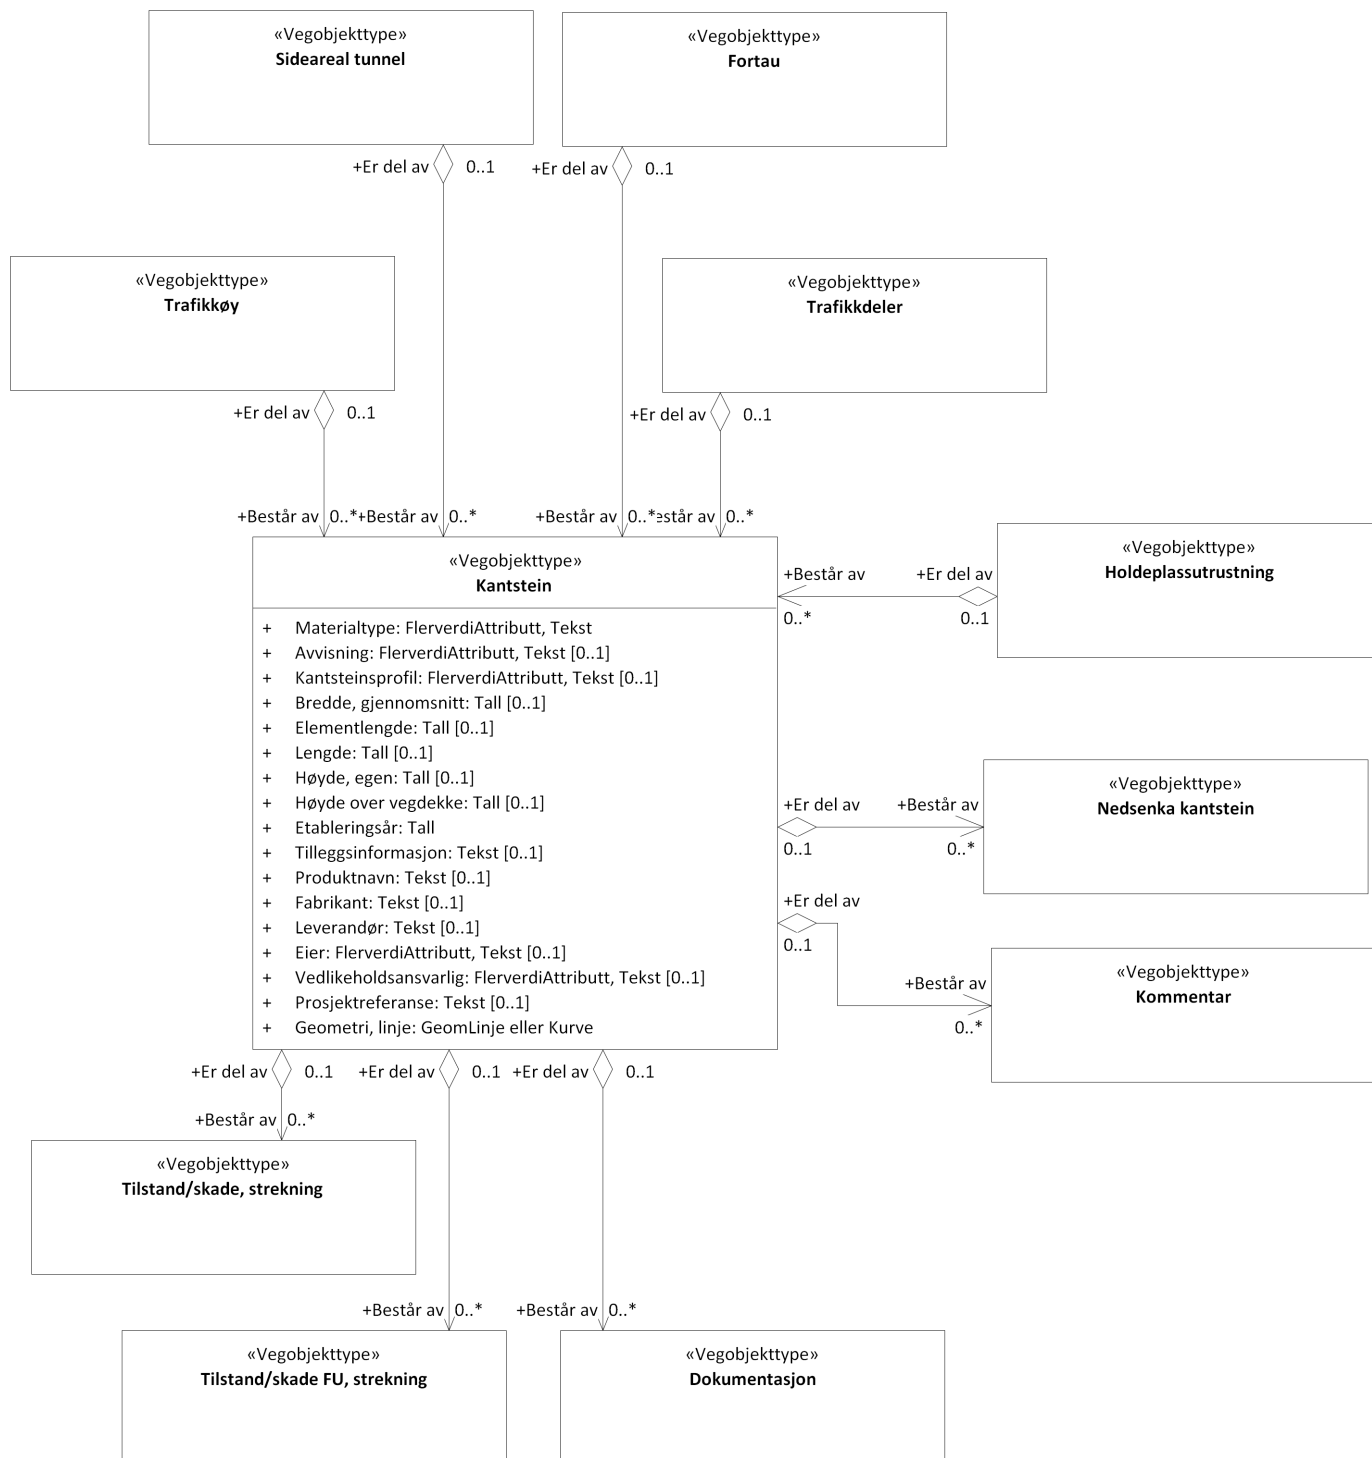 «Vegobjekttype»
Sideareal tunnel
«Vegobjekttype»
Fortau
+Er del av
0..1
+Er del av
0..1
«Vegobjekttype»
Trafikkøy
«Vegobjekttype»
Trafikkdeler
+Er del av
0..1
+Er del av
0..1
+Består av
0..*
+Består av
0..*
+Består av
0..*
estår av
0..*
«Vegobjekttype»
Kantstein
+ Materialtype: FlerverdiAttributt, Tekst
+ Avvisning: FlerverdiAttributt, Tekst [0..1]
+ Kantsteinsprofil: FlerverdiAttributt, Tekst [0..1]
+ Bredde, gjennomsnitt: Tall [0..1]
+ Elementlengde: Tall [0..1]
+ Lengde: Tall [0..1]
+ Høyde, egen: Tall [0..1]
+ Høyde over vegdekke: Tall [0..1]
+ Etableringsår: Tall
+ Tilleggsinformasjon: Tekst [0..1]
+ Produktnavn: Tekst [0..1]
+ Fabrikant: Tekst [0..1]
+ Leverandør: Tekst [0..1]
+ Eier: FlerverdiAttributt, Tekst [0..1]
+ Vedlikeholdsansvarlig: FlerverdiAttributt, Tekst [0..1]
+ Prosjektreferanse: Tekst [0..1]
+ Geometri, linje: GeomLinje eller Kurve
+Består av
0..*
+Er del av
0..1
«Vegobjekttype»
Holdeplassutrustning
+Er del av
0..1
+Består av
0..*
«Vegobjekttype»
Nedsenka kantstein
+Er del av
0..1
+Består av
0..*
«Vegobjekttype»
Kommentar
+Er del av
0..1
+Er del av
0..1
+Er del av
0..1
+Består av
0..*
«Vegobjekttype»
Tilstand/skade, strekning
+Består av
0..*
+Består av
0..*
«Vegobjekttype»
Tilstand/skade FU, strekning
«Vegobjekttype»
Dokumentasjon